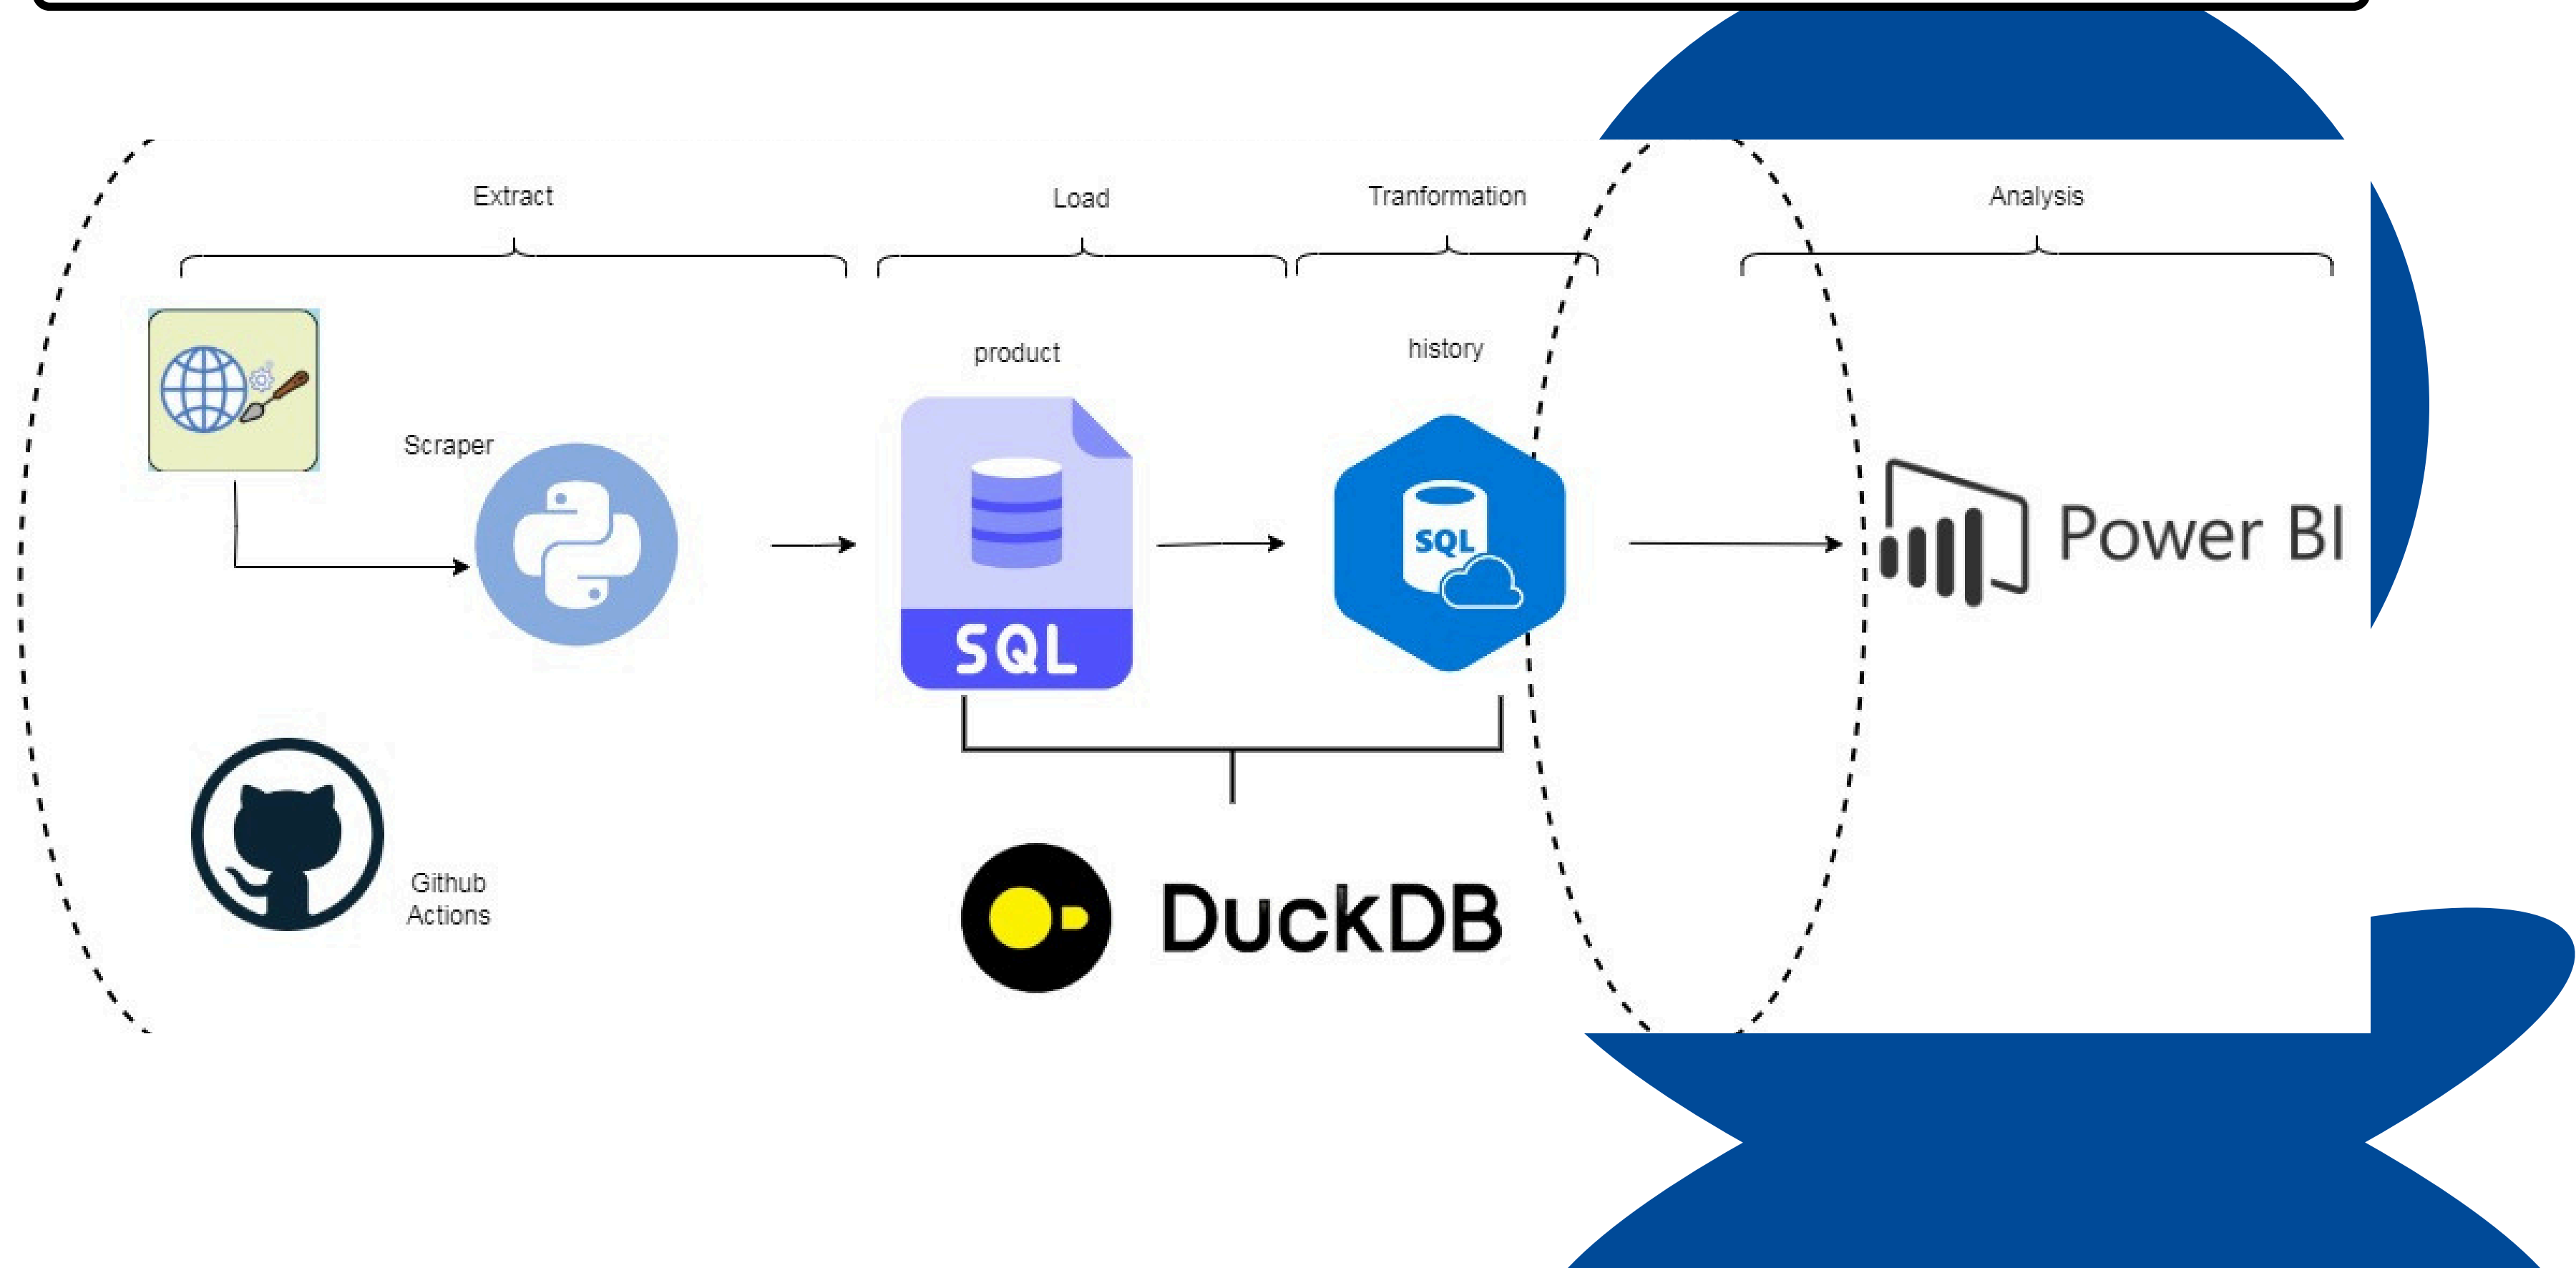 Extract
Load
Tranformation
Analysis
product
history
Scraper
SQL
SQL
Power BI
Github
Actions
DuckDB